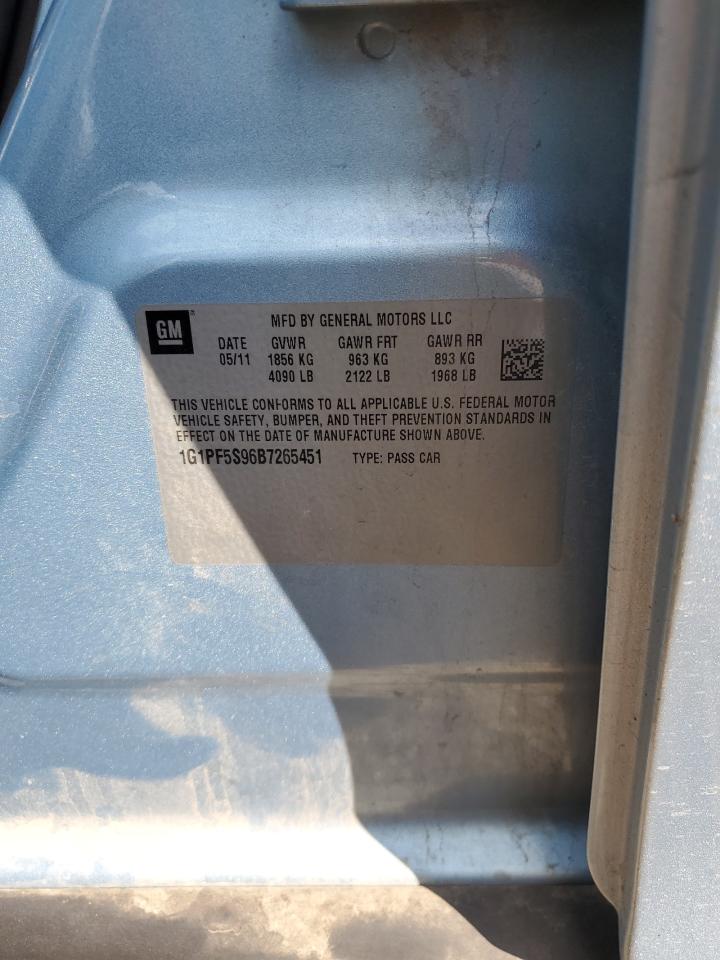 GM
MFD BY GENERAL MOTORS LLC
DATE GVWR GAWR FRT GAWR RR
05/11 1856 KG 963 KG 893 KG
4090 LB 2122 LB 1968 LB
THIS VEHICLE CONFORMS TO ALL APPLICABLE U.S. FEDERAL MOTOR
VEHICLE SAFETY, BUMPER, AND THEFT PREVENTION STANDARDS IN
EFFECT ON THE DATE OF MANUFACTURE SHOWN ABOVE.
1G1PF5S96B7265451 TYPE: PASS CAR